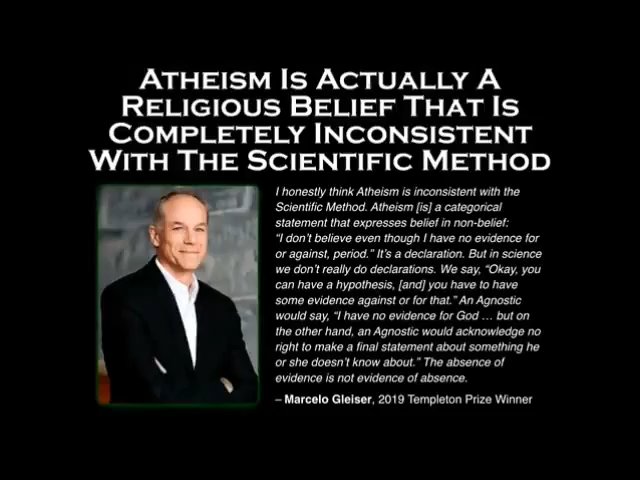 ATHEISM IS ACTUALLY A
RELIGIOUS BELIEF THAT IS
COMPLETELY INCONSISTENT
WITH THE SCIENTIFIC METHOD
I honestly think Atheism is inconsistent with the
Scientific Method. Atheism [is] a categorical
statement that expresses belief in non-belief:
“I don’t believe even though I have no evidence for
or against, period.” It’s a declaration. But in science
we don’t really do declarations. We say, “Okay, you
can have a hypothesis, [and] you have to have
some evidence against or for that.” An Agnostic
would say, “I have no evidence for God ... but on
the other hand, an Agnostic would acknowledge no
right to make a final statement about something he
or she doesn’t know about.” The absence of
evidence is not evidence of absence.
– Marcelo Gleiser, 2019 Templeton Prize Winner